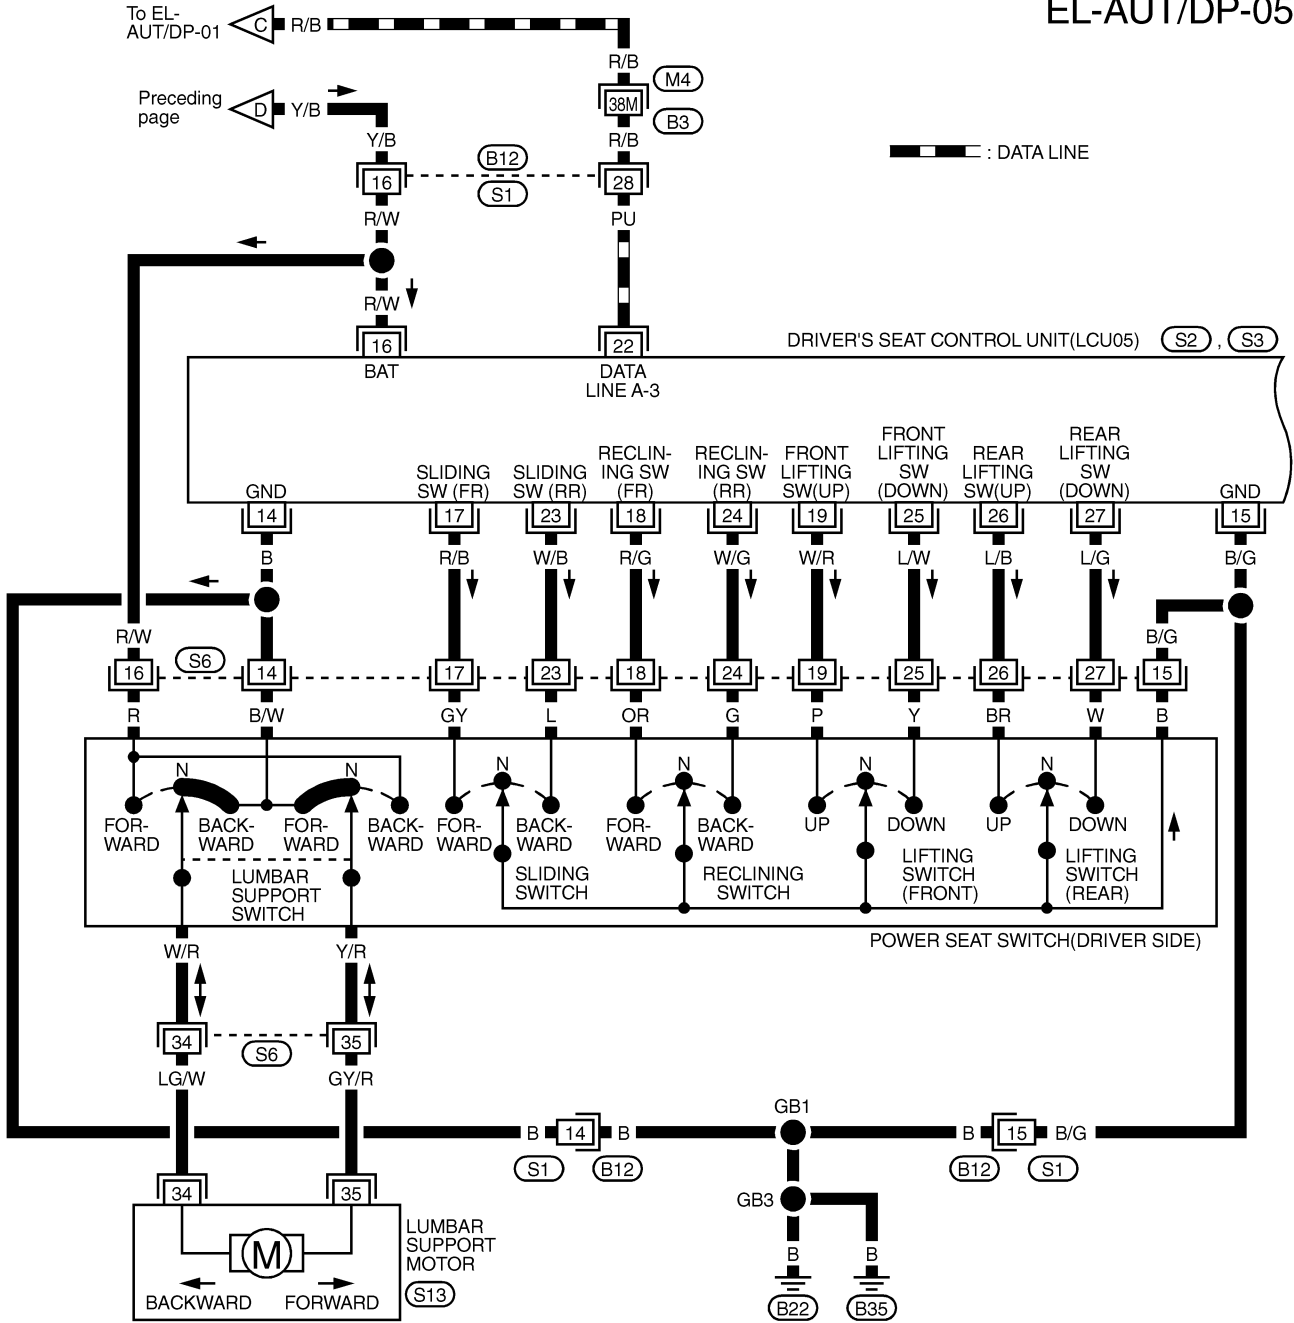 EL-AUT/DP-05
To EL-
AUT/DP-01
C
R/B
R/B
M4
38M
B3
R/B
Preceding
page
D
Y/B
Y/B
B12
16
28
S1
R/W
PU
: DATA LINE
R/W
16
22
DRIVER'S SEAT CONTROL UNIT(LCU05)
S2
,
S3
BAT
DATA
LINE A-3
GND
SLIDING
SW (FR)
SLIDING
SW (RR)
RECLIN-
ING SW
(FR)
RECLIN-
ING SW
(RR)
FRONT
LIFTING
SW(UP)
FRONT
LIFTING
SW
(DOWN)
REAR
LIFTING
SW(UP)
REAR
LIFTING
SW
(DOWN)
GND
14 17 23 18 24 19 25 26 27 15
B R/B W/B R/G W/G W/R L/W L/B L/G B/G
R/W
S6
B/G
16 14 17 23 18 24 19 25 26 27 15
R B/W GY L OR G P Y BR W B
N N N N N N
FOR-
WARD
BACK-
WARD
FOR-
WARD
BACK-
WARD
FOR-
WARD
BACK-
WARD
FOR-
WARD
BACK-
WARD
UP
DOWN
UP
DOWN
LUMBAR
SUPPORT
SWITCH
SLIDING
SWITCH
RECLINING
SWITCH
LIFTING
SWITCH
(FRONT)
LIFTING
SWITCH
(REAR)
POWER SEAT SWITCH(DRIVER SIDE)
W/R
Y/R
34
35
S6
LG/W
GY/R
GB1
B 14 B
B 15 B/G
S1
B12
B12
S1
34
35
GB3
M
BACKWARD
FORWARD
LUMBAR
SUPPORT
MOTOR
S13
B
B
B22
B35